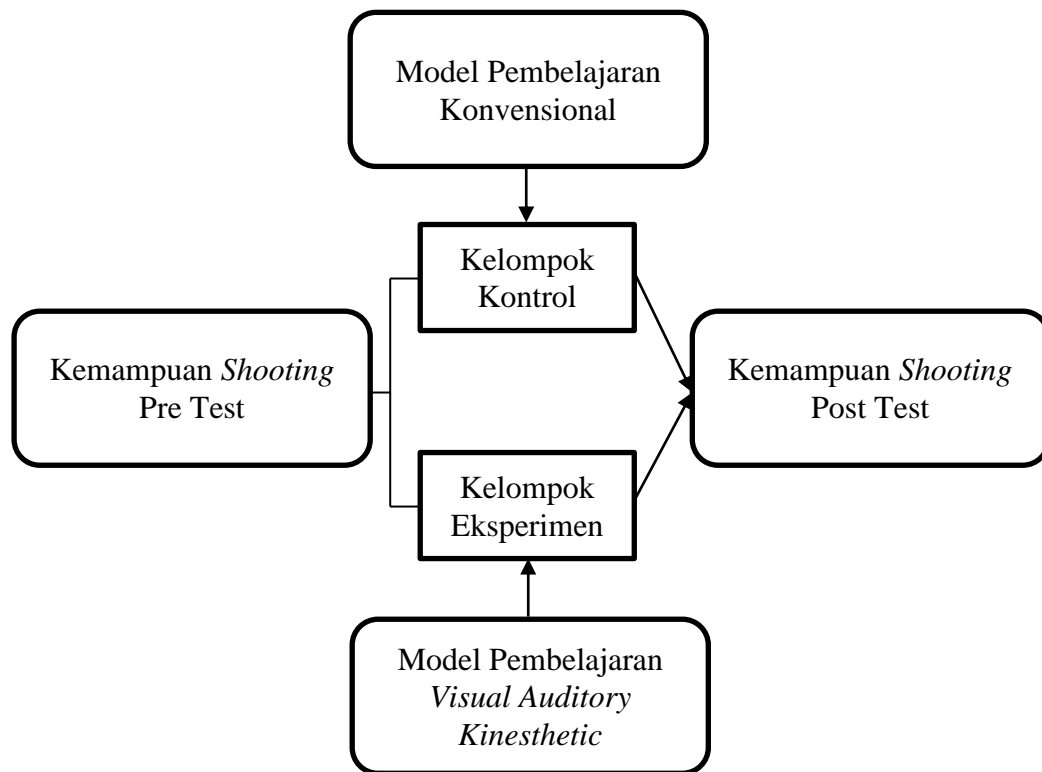 Model Pembelajaran
Konvensional
Kelompok
Kontrol
Kemampuan Shooting
Pre Test
Kemampuan Shooting
Post Test
Kelompok
Eksperimen
Model Pembelajaran
Visual Auditory
Kinesthetic